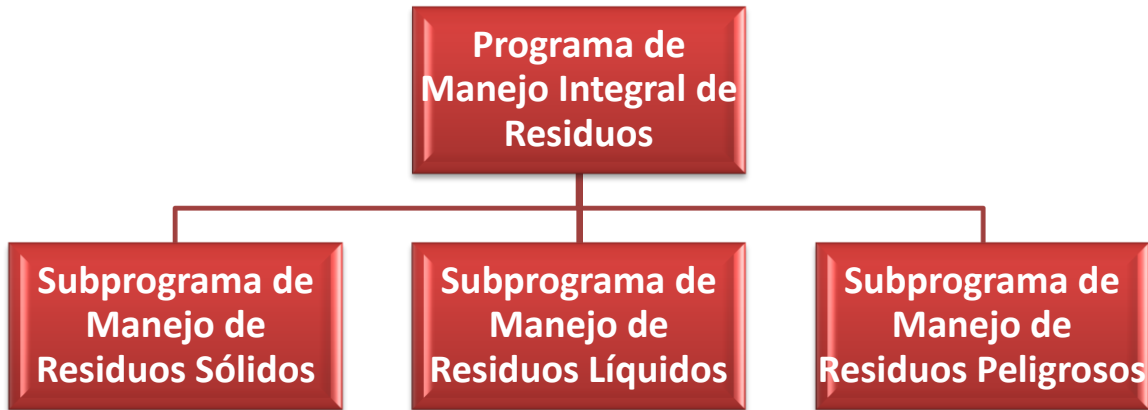 Programa de
Manejo Integral de
Residuos
Subprograma de
Manejo de
Residuos Sólidos
Subprograma de
Manejo de
Residuos Líquidos
Subprograma de
Manejo de
Residuos Peligrosos